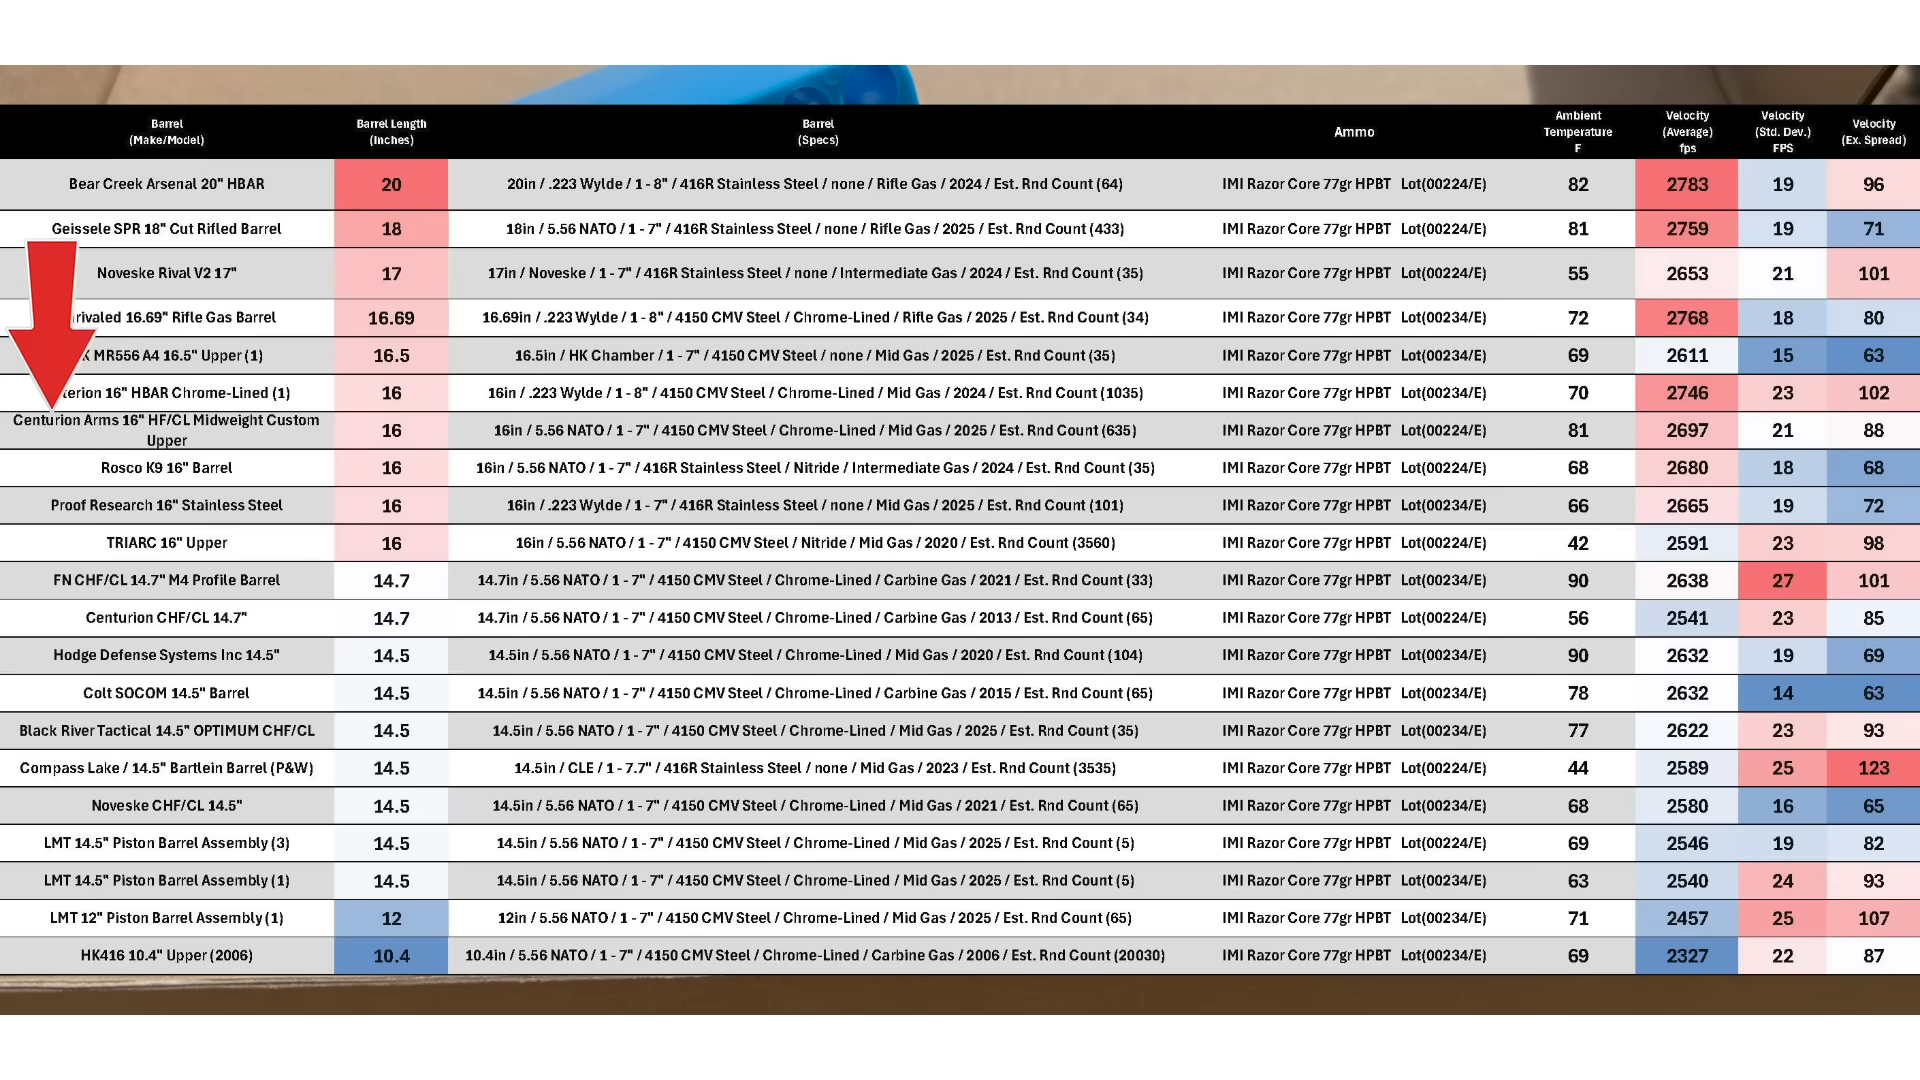 Barrel (Make/Model) Barrel Length (Inches) Barrel (Specs) Ammo Ambient Temperature F Velocity (Average) fps Velocity (Std. Dev.) FPS Velocity (Ex. Spread)
Bear Creek Arsenal 20" HBAR 20 20in / .223 Wylde / 1 - 8" / 416R Stainless Steel / none / Rifle Gas / 2024 / Est. Rnd Count (64) IMI Razor Core 77gr HPBT Lot(00224/E) 82 2783 19 96
Geissele SPR 18" Cut Rifled Barrel 18 18in / 5.56 NATO / 1 - 7" / 416R Stainless Steel / none / Rifle Gas / 2025 / Est. Rnd Count (433) IMI Razor Core 77gr HPBT Lot(00224/E) 81 2759 19 71
Noveske Rival V2 17" 17 17in / Noveske / 1 - 7" / 416R Stainless Steel / none / Intermediate Gas / 2024 / Est. Rnd Count (35) IMI Razor Core 77gr HPBT Lot(00224/E) 55 2653 21 101
16.69" Rifle Gas Barrel 16.69 16.69in / .223 Wylde / 1 - 8" / 4150 CMV Steel / Chrome-Lined / Rifle Gas / 2025 / Est. Rnd Count (34) IMI Razor Core 77gr HPBT Lot(00234/E) 72 2768 18 80
MR556 A4 16.5" Upper (1) 16.5 16.5in / HK Chamber / 1 - 7" / 4150 CMV Steel / none / Mid Gas / 2025 / Est. Rnd Count (35) IMI Razor Core 77gr HPBT Lot(00234/E) 69 2611 15 63
16" HBAR Chrome-Lined (1) 16 16in / .223 Wylde / 1 - 8" / 4150 CMV Steel / Chrome-Lined / Mid Gas / 2024 / Est. Rnd Count (1035) IMI Razor Core 77gr HPBT Lot(00234/E) 70 2746 23 102
Centurion Arms 16" HF/CL Midweight Custom Upper 16 16in / 5.56 NATO / 1 - 7" / 4150 CMV Steel / Chrome-Lined / Mid Gas / 2025 / Est. Rnd Count (635) IMI Razor Core 77gr HPBT Lot(00224/E) 81 2697 21 88
Rosco K9 16" Barrel 16 16in / 5.56 NATO / 1 - 7" / 416R Stainless Steel / Nitride / Intermediate Gas / 2024 / Est. Rnd Count (35) IMI Razor Core 77gr HPBT Lot(00224/E) 68 2680 18 68
Proof Research 16" Stainless Steel 16 16in / .223 Wylde / 1 - 7" / 416R Stainless Steel / none / Mid Gas / 2025 / Est. Rnd Count (101) IMI Razor Core 77gr HPBT Lot(00234/E) 66 2665 19 72
TRIARC 16" Upper 16 16in / 5.56 NATO / 1 - 7" / 4150 CMV Steel / Nitride / Mid Gas / 2020 / Est. Rnd Count (3560) IMI Razor Core 77gr HPBT Lot(00224/E) 42 2591 23 98
FN CHF/CL 14.7" M4 Profile Barrel 14.7 14.7in / 5.56 NATO / 1 - 7" / 4150 CMV Steel / Chrome-Lined / Carbine Gas / 2021 / Est. Rnd Count (33) IMI Razor Core 77gr HPBT Lot(00234/E) 90 2638 27 101
Centurion CHF/CL 14.7" 14.7 14.7in / 5.56 NATO / 1 - 7" / 4150 CMV Steel / Chrome-Lined / Carbine Gas / 2013 / Est. Rnd Count (65) IMI Razor Core 77gr HPBT Lot(00234/E) 56 2541 23 85
Hodge Defense Systems Inc 14.5" 14.5 14.5in / 5.56 NATO / 1 - 7" / 4150 CMV Steel / Chrome-Lined / Mid Gas / 2020 / Est. Rnd Count (104) IMI Razor Core 77gr HPBT Lot(00234/E) 90 2632 19 69
Colt SOCOM 14.5" Barrel 14.5 14.5in / 5.56 NATO / 1 - 7" / 4150 CMV Steel / Chrome-Lined / Carbine Gas / 2015 / Est. Rnd Count (65) IMI Razor Core 77gr HPBT Lot(00234/E) 78 2632 14 63
Black River Tactical 14.5" OPTIMUM CHF/CL 14.5 14.5in / 5.56 NATO / 1 - 7" / 4150 CMV Steel / Chrome-Lined / Mid Gas / 2025 / Est. Rnd Count (35) IMI Razor Core 77gr HPBT Lot(00234/E) 77 2622 23 93
Compass Lake / 14.5" Bartlein Barrel (P&W) 14.5 14.5in / CLE / 1 - 7.7" / 416R Stainless Steel / none / Mid Gas / 2023 / Est. Rnd Count (3535) IMI Razor Core 77gr HPBT Lot(00224/E) 44 2589 25 123
Noveske CHF/CL 14.5" 14.5 14.5in / 5.56 NATO / 1 - 7" / 4150 CMV Steel / Chrome-Lined / Mid Gas / 2021 / Est. Rnd Count (65) IMI Razor Core 77gr HPBT Lot(00234/E) 68 2580 16 65
LMT 14.5" Piston Barrel Assembly (3) 14.5 14.5in / 5.56 NATO / 1 - 7" / 4150 CMV Steel / Chrome-Lined / Mid Gas / 2025 / Est. Rnd Count (5) IMI Razor Core 77gr HPBT Lot(00224/E) 69 2546 19 82
LMT 14.5" Piston Barrel Assembly (1) 14.5 14.5in / 5.56 NATO / 1 - 7" / 4150 CMV Steel / Chrome-Lined / Mid Gas / 2025 / Est. Rnd Count (5) IMI Razor Core 77gr HPBT Lot(00234/E) 63 2540 24 93
LMT 12" Piston Barrel Assembly (1) 12 12in / 5.56 NATO / 1 - 7" / 4150 CMV Steel / Chrome-Lined / Mid Gas / 2025 / Est. Rnd Count (65) IMI Razor Core 77gr HPBT Lot(00234/E) 71 2457 25 107
HK416 10.4" Upper (2006) 10.4 10.4in / 5.56 NATO / 1 - 7" / 4150 CMV Steel / Chrome-Lined / Carbine Gas / 2006 / Est. Rnd Count (20030) IMI Razor Core 77gr HPBT Lot(00234/E) 69 2327 22 87